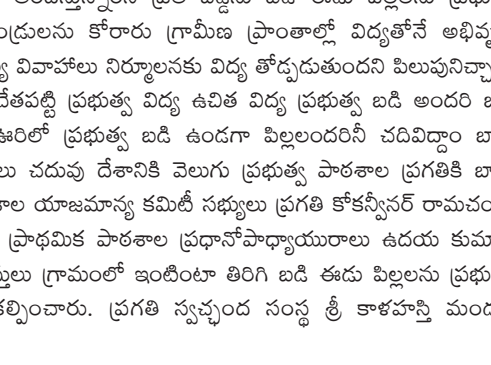 ండ్రులను కోరారు గ్రామీణ ప్రాంతాల్లో విద్యతోనే అభివృ
వివాహాలు నిర్మూలనకు విద్య తోడ్పడుతుందని పిలుపునిచ్చా
చేతపట్టి ప్రభుత్వ విద్య ఉచిత విద్య ప్రభుత్వ బడి అందరి బ
ఊరిలో ప్రభుత్వ బడి ఉండగా పిల్లలందరినీ చదివిద్దాం బా
లు చదువు దేశానికి వెలుగు ప్రభుత్వ పాఠశాల ప్రగతికి బా
ాల యాజమాన్య కమిటీ సభ్యులు ప్రగతి కోకన్వీనర్ రామచం
ప్రాథమిక పాఠశాల ప్రధానోపాధ్యాయురాలు ఉదయ కుమా
్తులు గ్రామంలో ఇంటింటా తిరిగి బడి ఈడు పిల్లలను ప్రభు
కల్పించారు. ప్రగతి స్వచ్ఛంద సంస్థ శ్రీ కాళహస్తి మండ